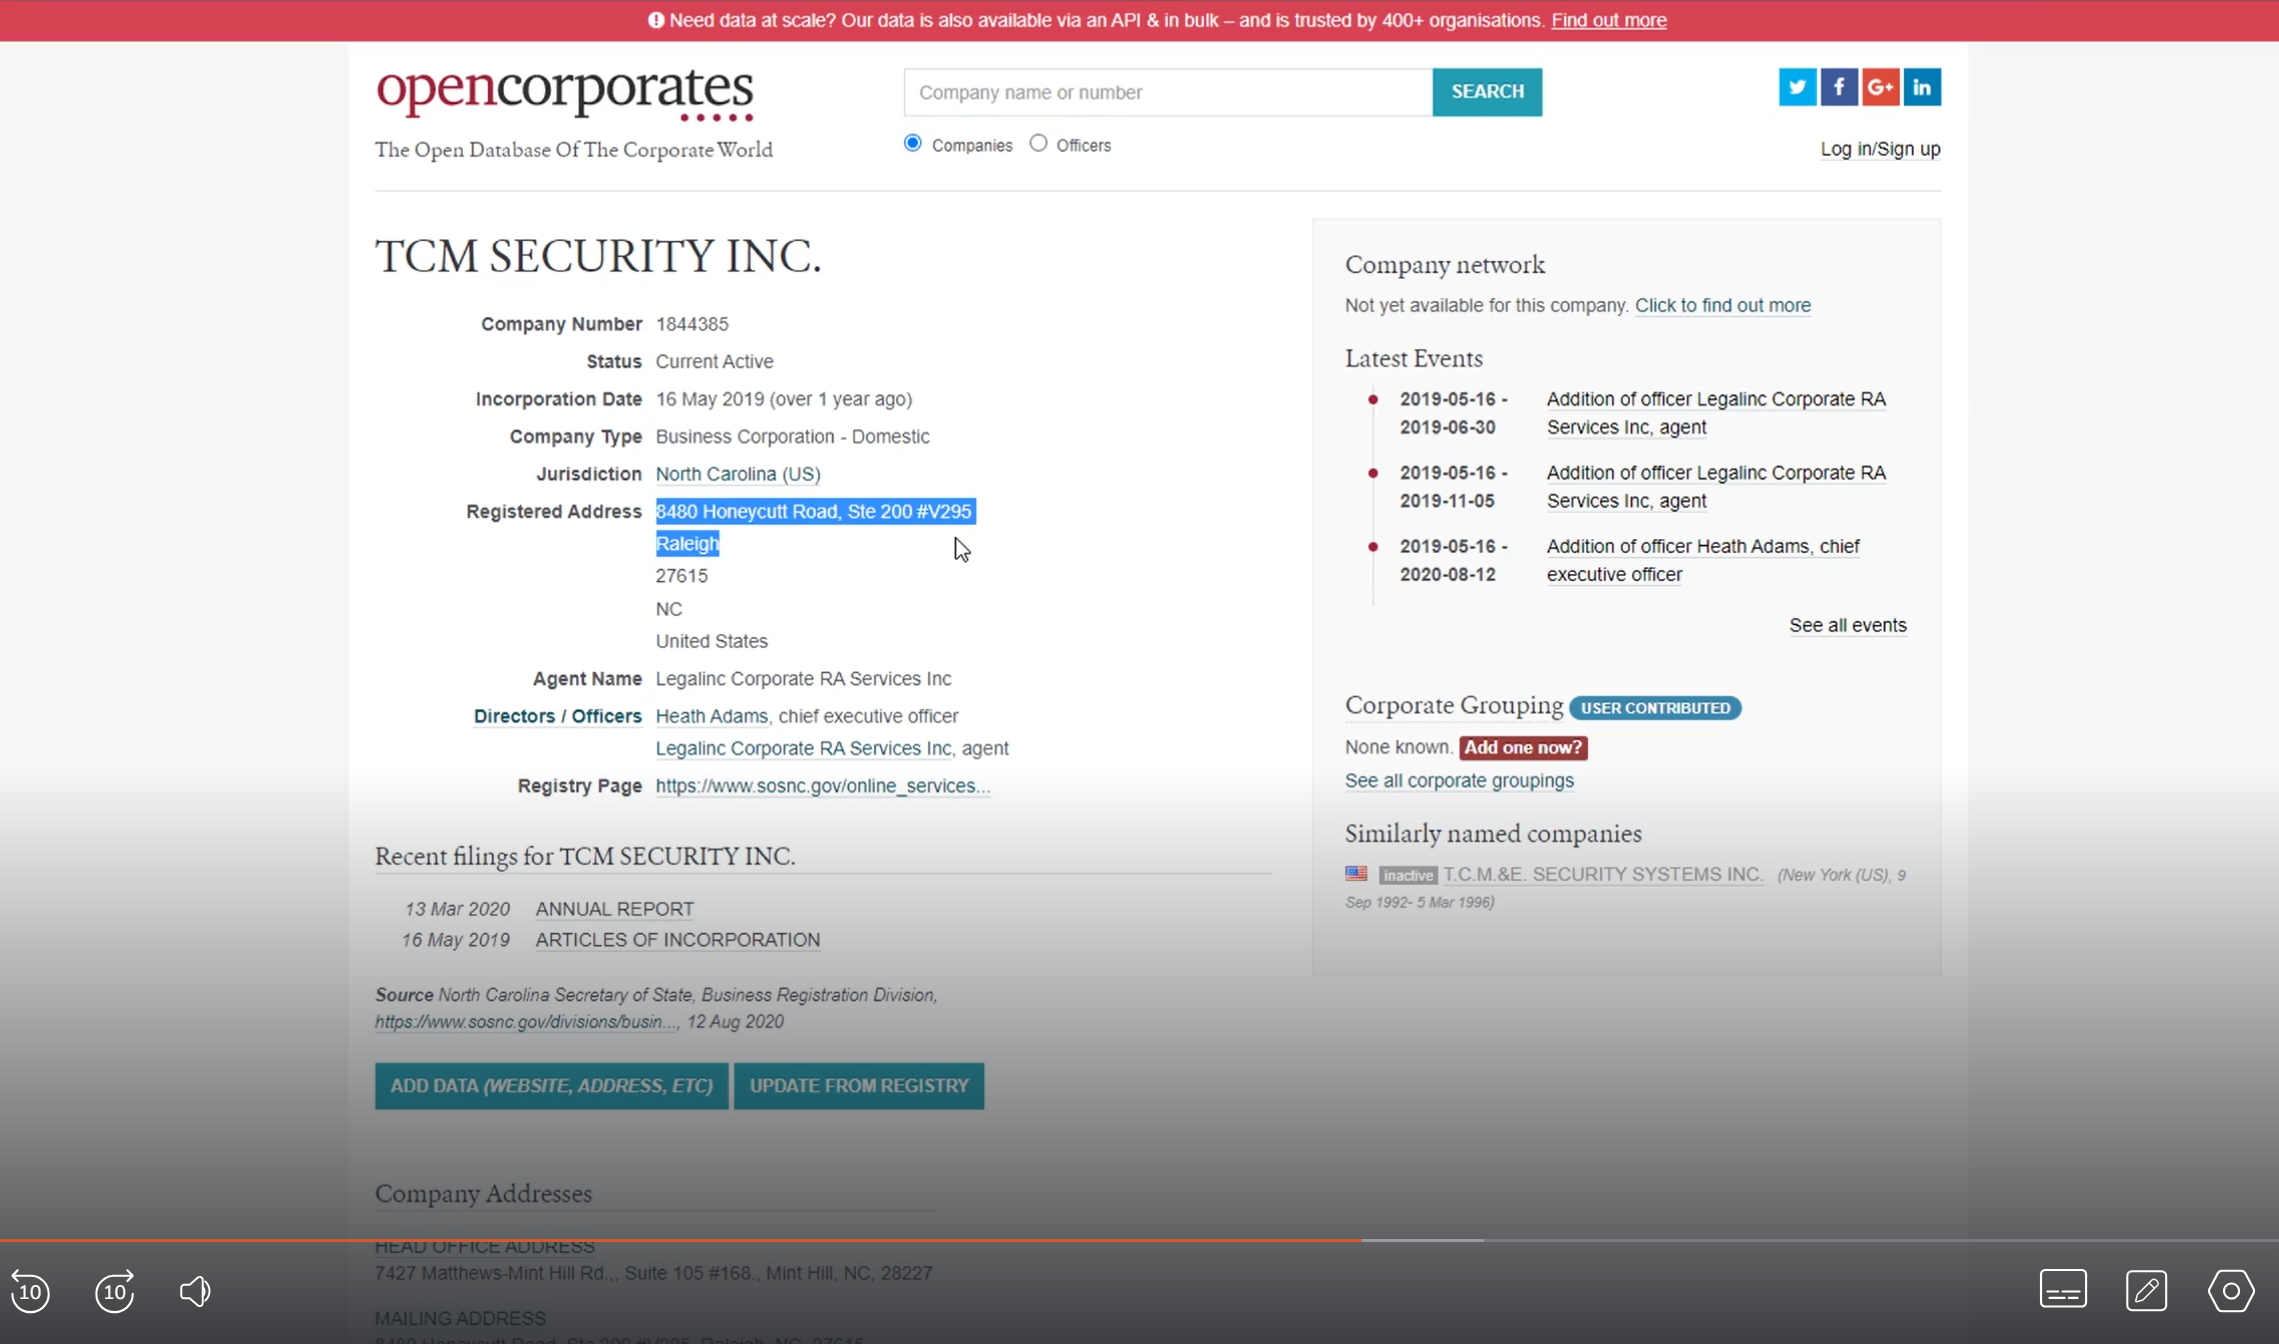 Need data at scale? Our data is also available via an API & in bulk – and is trusted by 400+ organisations. Find out more
opencorporates
The Open Database Of The Corporate World
Company name or number
SEARCH
Companies
Officers
Log in/Sign up
TCM SECURITY INC.
Company Number 1844385
Status Current Active
Incorporation Date 16 May 2019 (over 1 year ago)
Company Type Business Corporation - Domestic
Jurisdiction North Carolina (US)
Registered Address 8480 Honeycutt Road, Ste 200 #V295
Raleigh
27615
NC
United States
Agent Name Legalinc Corporate RA Services Inc
Directors / Officers Heath Adams, chief executive officer
Legalinc Corporate RA Services Inc, agent
Registry Page https://www.sosnc.gov/online_services...
Recent filings for TCM SECURITY INC.
13 Mar 2020 ANNUAL REPORT
16 May 2019 ARTICLES OF INCORPORATION
Source North Carolina Secretary of State, Business Registration Division,
https://www.sosnc.gov/divisions/busin..., 12 Aug 2020
ADD DATA (WEBSITE, ADDRESS, ETC)
UPDATE FROM REGISTRY
Company Addresses
HEAD OFFICE ADDRESS
7427 Matthews-Mint Hill Rd.,, Suite 105 #168., Mint Hill, NC, 28227
MAILING ADDRESS
8480 Honeycutt Road, Ste 200 #V295, Raleigh, NC, 27615
Company network
Not yet available for this company. Click to find out more
Latest Events
2019-05-16 - Addition of officer Legalinc Corporate RA
2019-06-30 Services Inc, agent
2019-05-16 - Addition of officer Legalinc Corporate RA
2019-11-05 Services Inc, agent
2019-05-16 - Addition of officer Heath Adams, chief
2020-08-12 executive officer
See all events
Corporate Grouping USER CONTRIBUTED
None known. Add one now?
See all corporate groupings
Similarly named companies
inactive T.C.M.&E. SECURITY SYSTEMS INC. (New York (US), 9
Sep 1992- 5 Mar 1996)
10
10